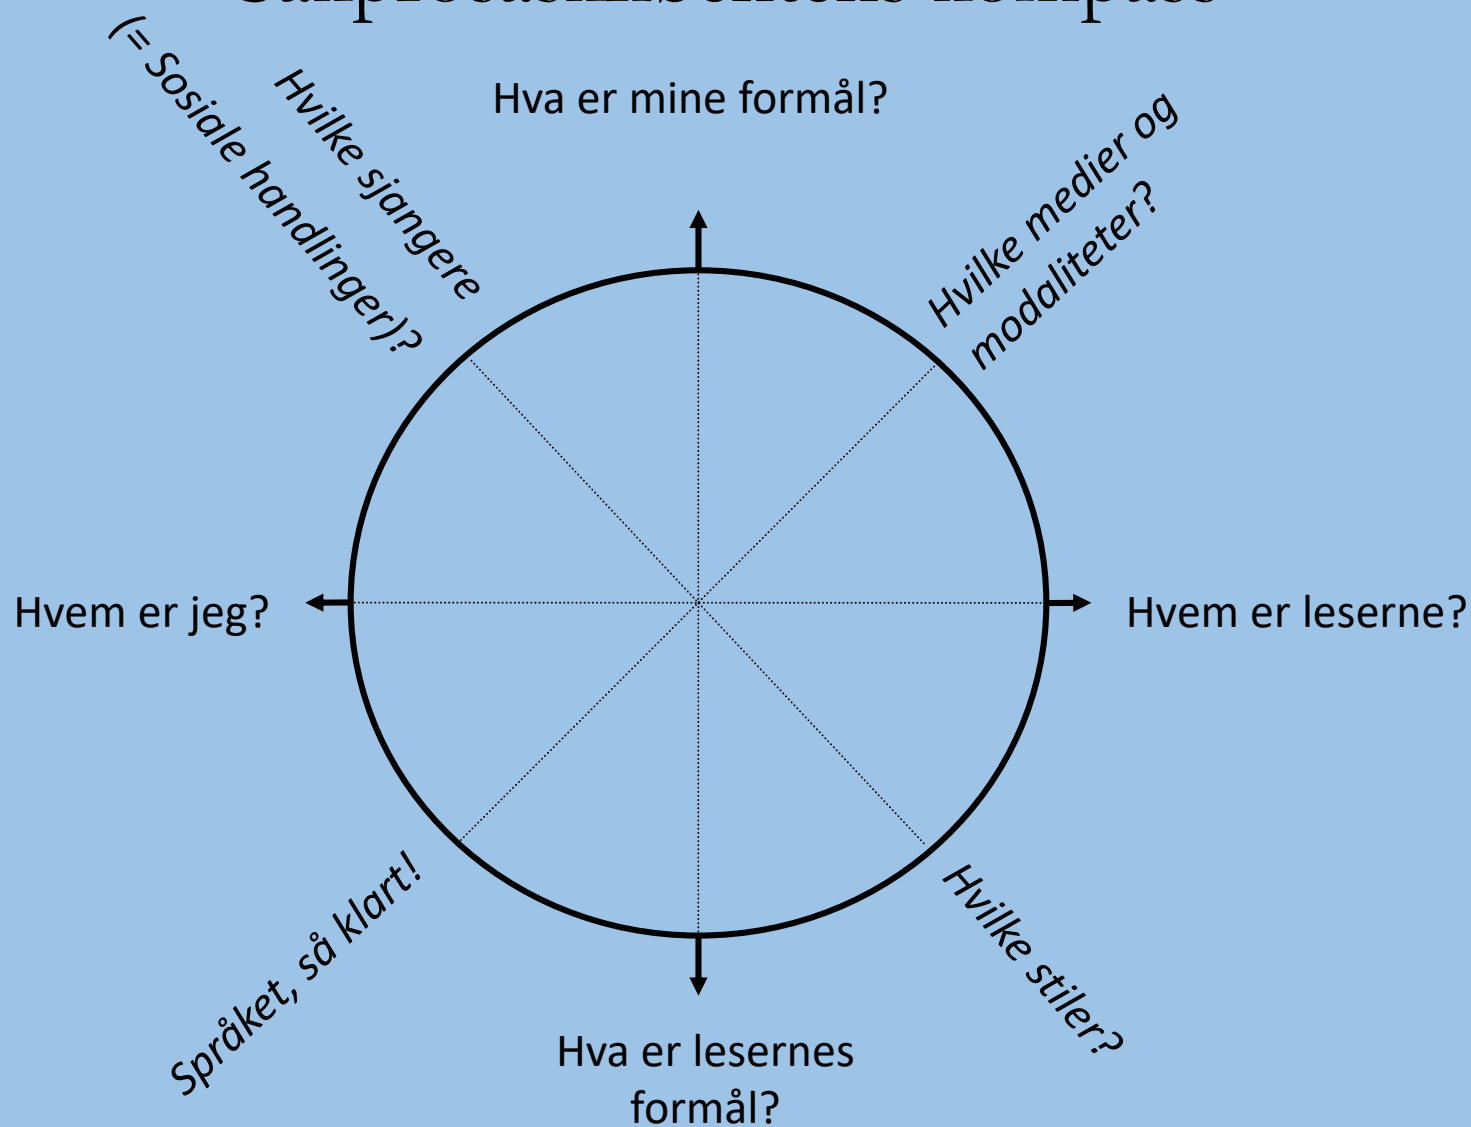 kompass
Hva er mine formål?
Hvilke sjangere
(= Sosiale handlinger)?
Hvilke medier og
modaliteter?
Hvem er jeg?
Hvem er leserne?
Språket, så klart!
Hvilke stiler?
Hva er lesernes
formål?